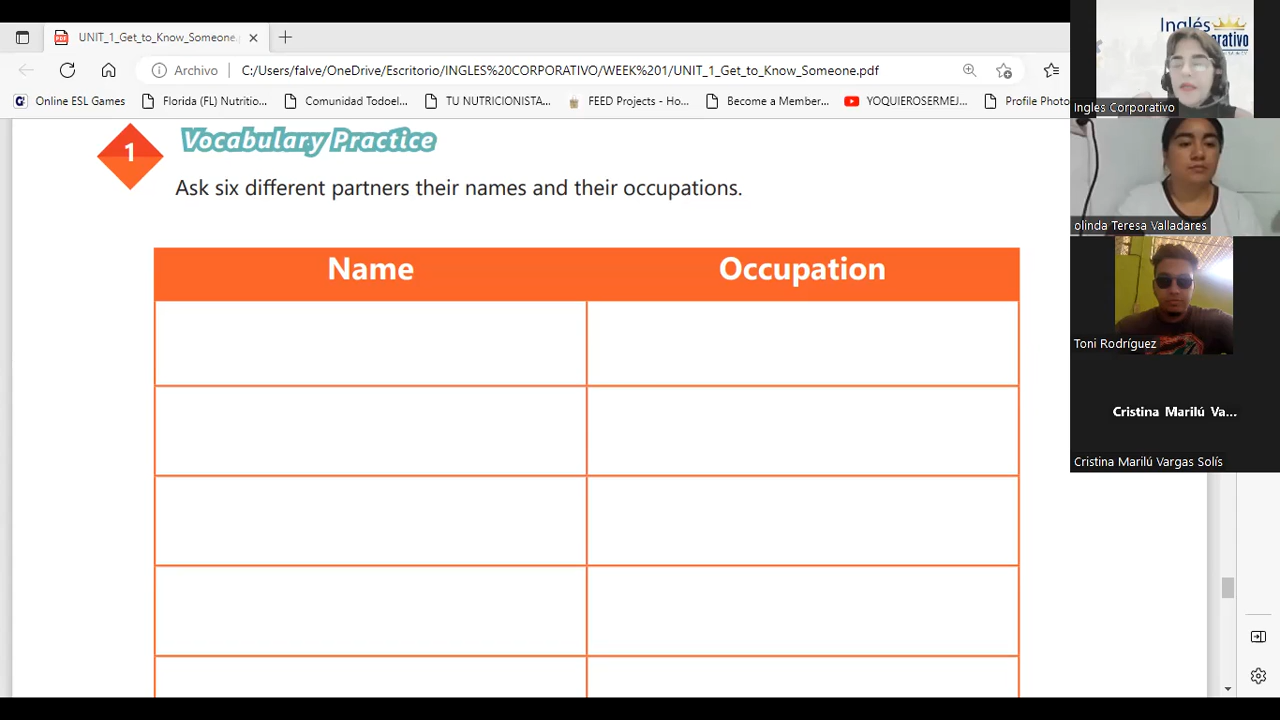 UNIT_1_Get_to_Know_Someone.
Archivo
C:/Users/falve/OneDrive/Escritorio/INGLES%20CORPORATIVO/WEEK%201/UNIT_1_Get_to_Know_Someone.pdf
Online ESL Games
Florida (FL) Nutritio...
Comunidad Todoel...
TU NUTRICIONISTA...
FEED Projects - Ho...
Become a Member...
YOQUIEROSERMEJ...
Profile Photo
1
Vocabulary Practice
Ask six different partners their names and their occupations.
Name
Occupation
Inglés
Ingles Corporativo
olinda Teresa Valladares
Toni Rodríguez
Cristina Marilú Va...
Cristina Marilú Vargas Solís